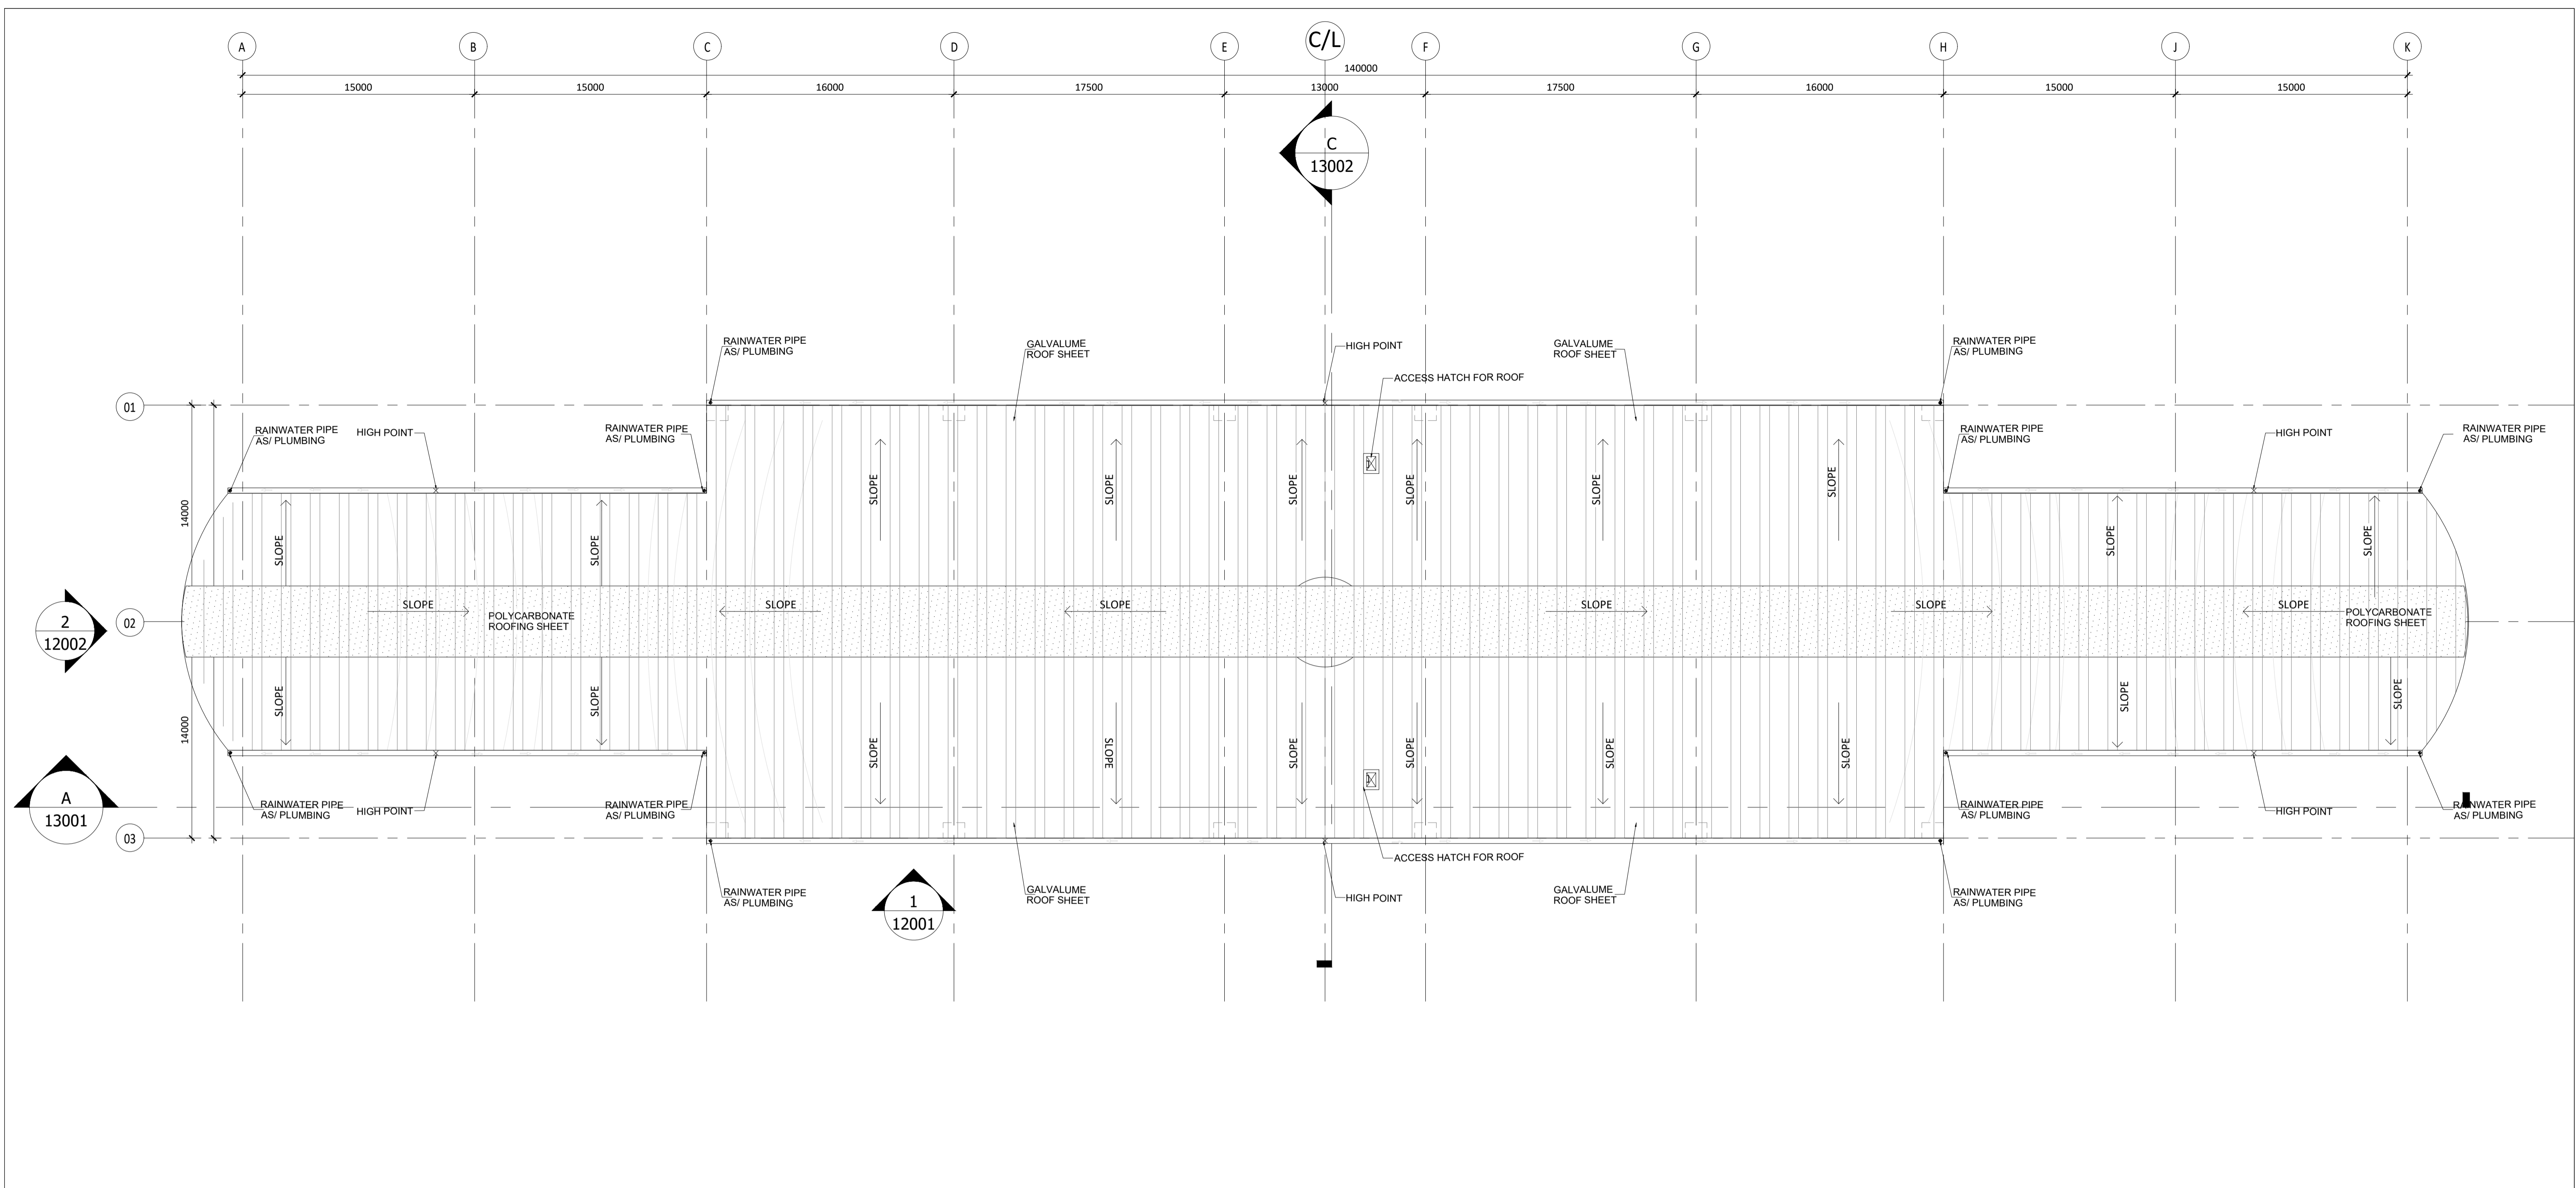 A
B
C
D
E
C/L
F
G
H
J
K
140000
15000
15000
16000
17500
13000
17500
16000
15000
15000
C
13002
RAINWATER PIPE
AS/ PLUMBING
GALVALUME
ROOF SHEET
HIGH POINT
GALVALUME
ROOF SHEET
RAINWATER PIPE
AS/ PLUMBING
ACCESS HATCH FOR ROOF
01
RAINWATER PIPE
AS/ PLUMBING
HIGH POINT
RAINWATER PIPE
AS/ PLUMBING
RAINWATER PIPE
AS/ PLUMBING
HIGH POINT
RAINWATER PIPE
AS/ PLUMBING
14000
SLOPE
SLOPE
SLOPE
SLOPE
SLOPE
SLOPE
SLOPE
SLOPE
SLOPE
SLOPE
2
12002
02
SLOPE
POLYCARBONATE
ROOFING SHEET
SLOPE
SLOPE
SLOPE
SLOPE
SLOPE
POLYCARBONATE
ROOFING SHEET
14000
SLOPE
SLOPE
SLOPE
SLOPE
SLOPE
SLOPE
SLOPE
SLOPE
SLOPE
SLOPE
A
13001
RAINWATER PIPE
AS/ PLUMBING
HIGH POINT
RAINWATER PIPE
AS/ PLUMBING
RAINWATER PIPE
AS/ PLUMBING
HIGH POINT
RAINWATER PIPE
AS/ PLUMBING
03
ACCESS HATCH FOR ROOF
RAINWATER PIPE
AS/ PLUMBING
1
12001
GALVALUME
ROOF SHEET
HIGH POINT
GALVALUME
ROOF SHEET
RAINWATER PIPE
AS/ PLUMBING